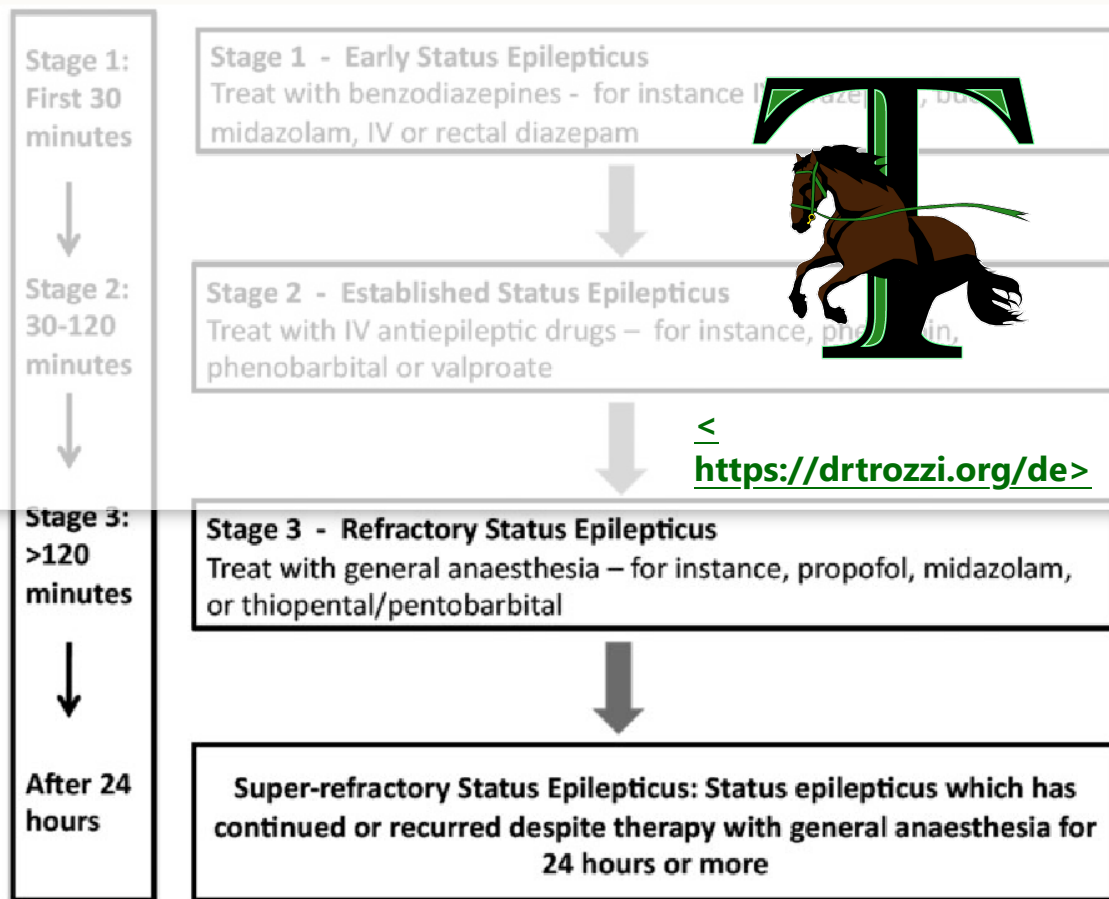 Stage 1:
First 30
minutes
Stage 2:
30-120
minutes
Stage 3:
>120
minutes
After 24
hours
Stage 1 - Early Status Epilepticus
Treat with benzodiazepines - for instance
midazolam, IV or rectal diazepam
Stage 2 - Established Status Epilepticus
Treat with IV antiepileptic drugs – for instance,
phenobarbital or valproate
Stage 3 - Refractory Status Epilepticus
Treat with general anaesthesia – for instance, propofol, midazolam,
or thiopental/pentobarbital
Super-refractory Status Epilepticus: Status epilepticus which has
continued or recurred despite therapy with general anaesthesia for
24 hours or more
T
<
https://drtrozzi.org/de>